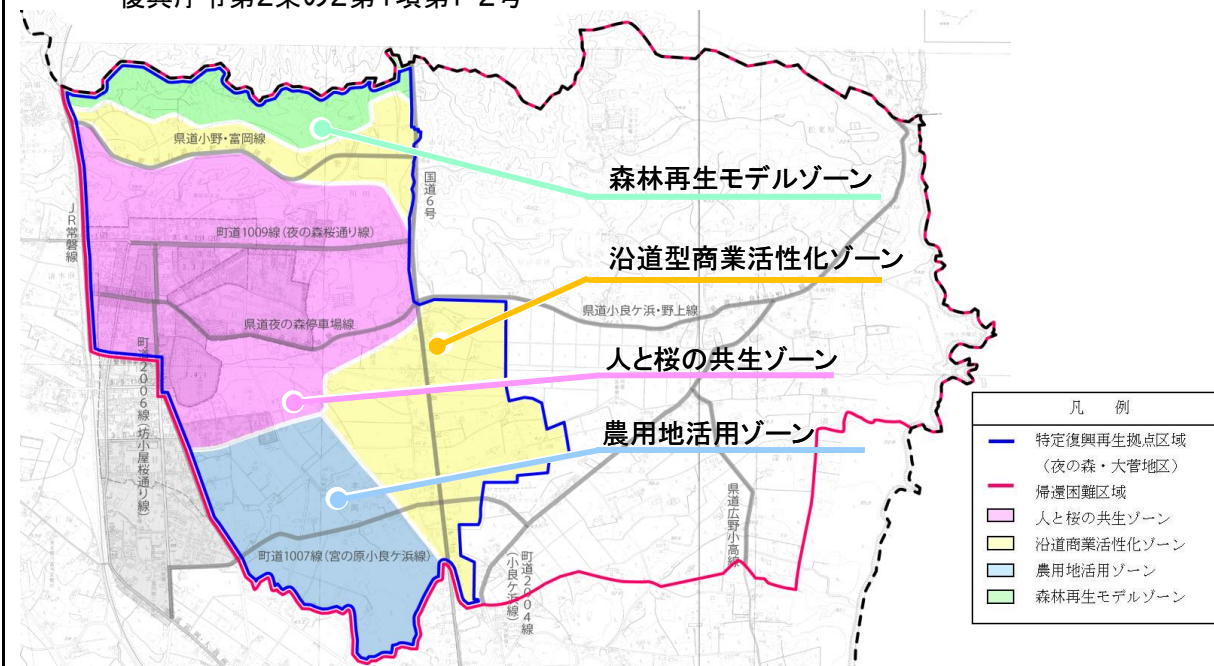 復興庁令第2条の2第1項第1・2号
県道小野・富岡線
森林再生モデルゾーン
国道6号
JR常磐線
町道1009線(夜の森桜通り線)
沿道型商業活性化ゾーン
県道小良ケ浜・野上線
県道夜の森停車場線
人と桜の共生ゾーン
町道2006線(坊小屋桜通り線)
農用地活用ゾーン
県道広野小高線
町道1007線(宮の原小良ケ浜線)
町道2004線
(小良ケ浜線)
凡 例
特定復興再生拠点区域
(夜の森・大菅地区)
帰還困難区域
人と桜の共生ゾーン
沿道商業活性化ゾーン
農用地活用ゾーン
森林再生モデルゾーン